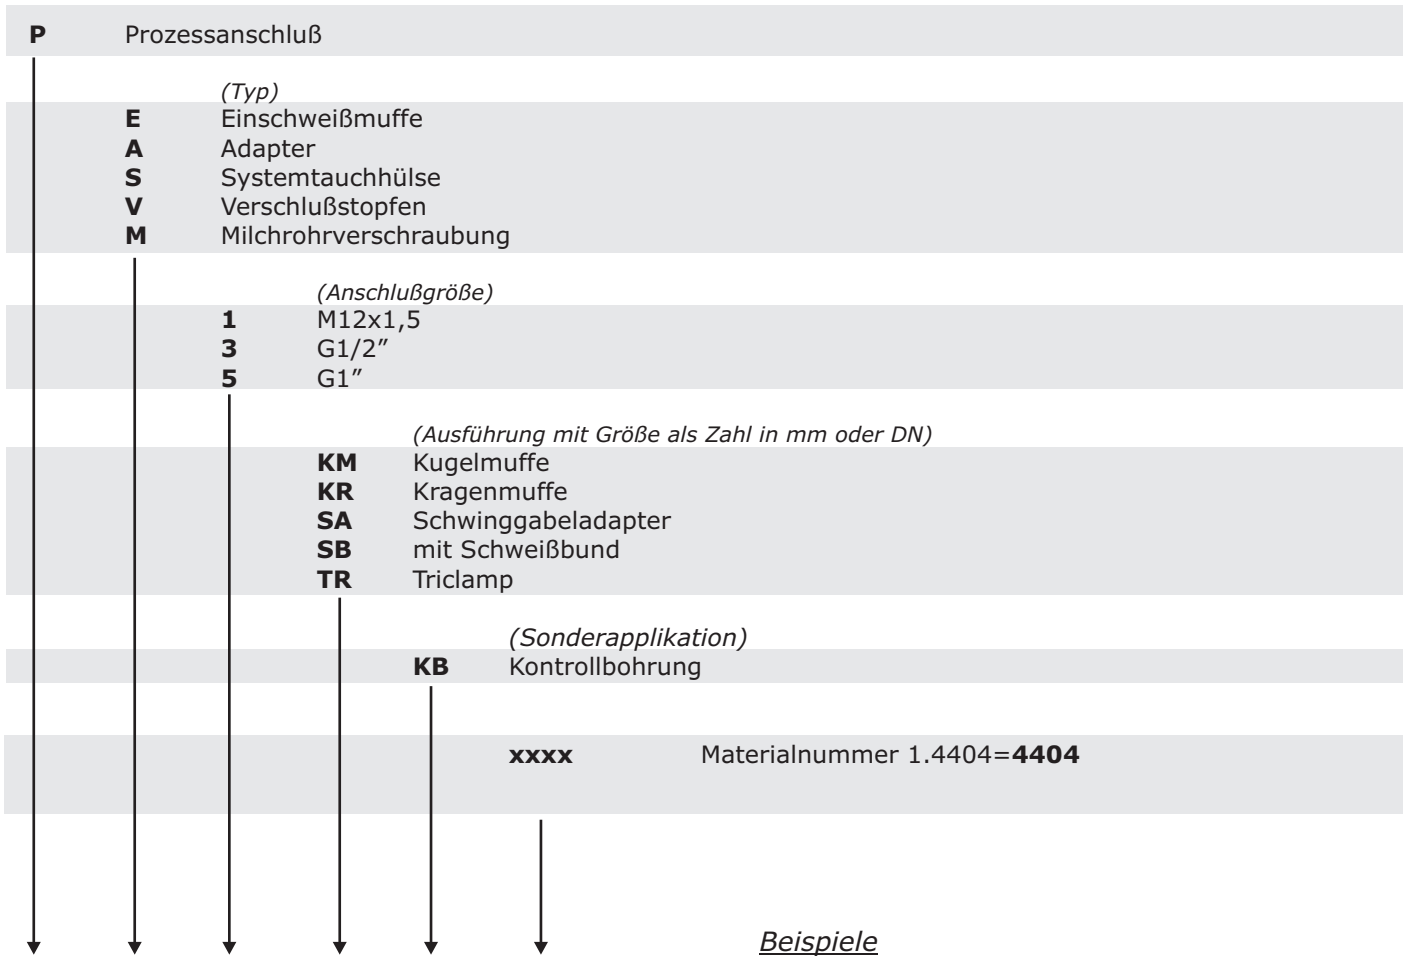 P Prozessanschluß
(Typ)
E Einschweißmuffe
A Adapter
S Systemtauchhülse
V Verschlußstopfen
M Milchrohrverschraubung
(Anschlußgröße)
1 M12x1,5
3 G1/2”
5 G1”
(Ausführung mit Größe als Zahl in mm oder DN)
KM Kugelmuffe
KR Kragenmuffe
SA Schwinggabeladapter
SB mit Schweißbund
TR Triclamp
(Sonderapplikation)
KB Kontrollbohrung
xxxx Materialnummer 1.4404=4404
Beispiele